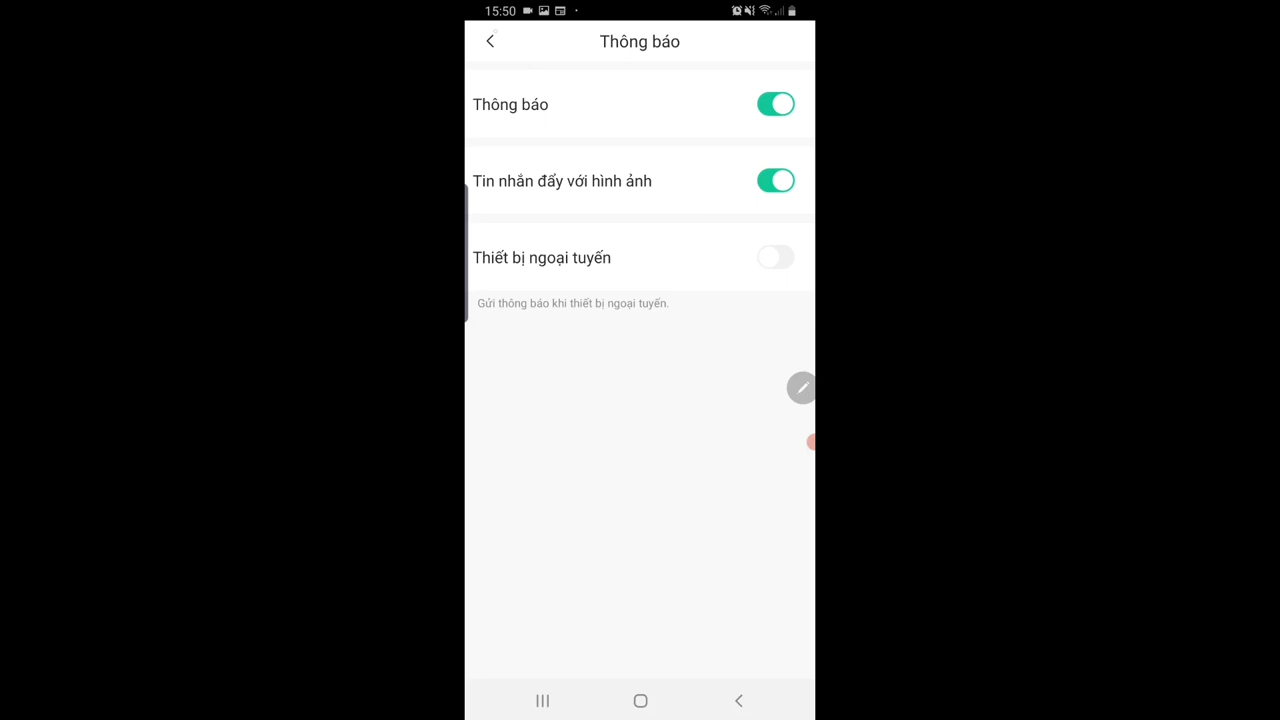 15:50
Thông báo
Thông báo
Tin nhắn đẩy với hình ảnh
Thiết bị ngoại tuyến
Gửi thông báo khi thiết bị ngoại tuyến.